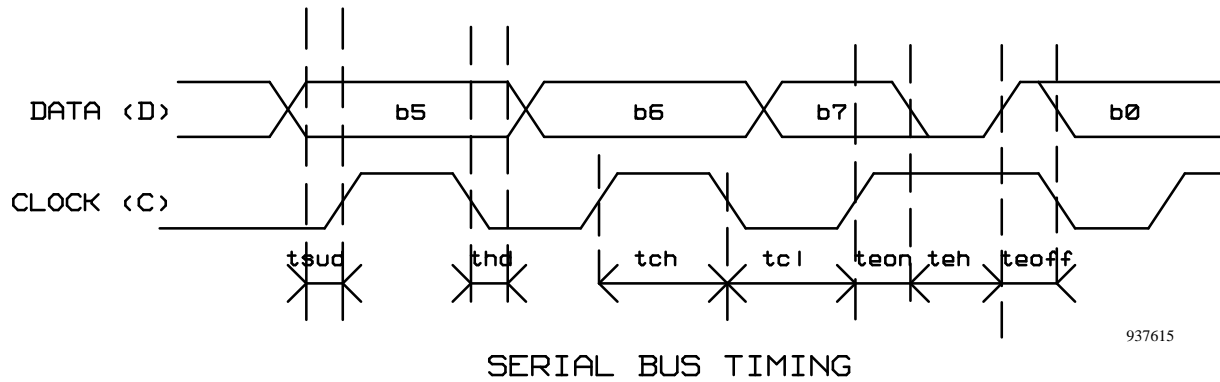 DATA (D)
b5
b6
b7
b0
CLOCK (C)
tsud
thd
tch
tcl
teon
teh
teoff
937615
SERIAL BUS TIMING